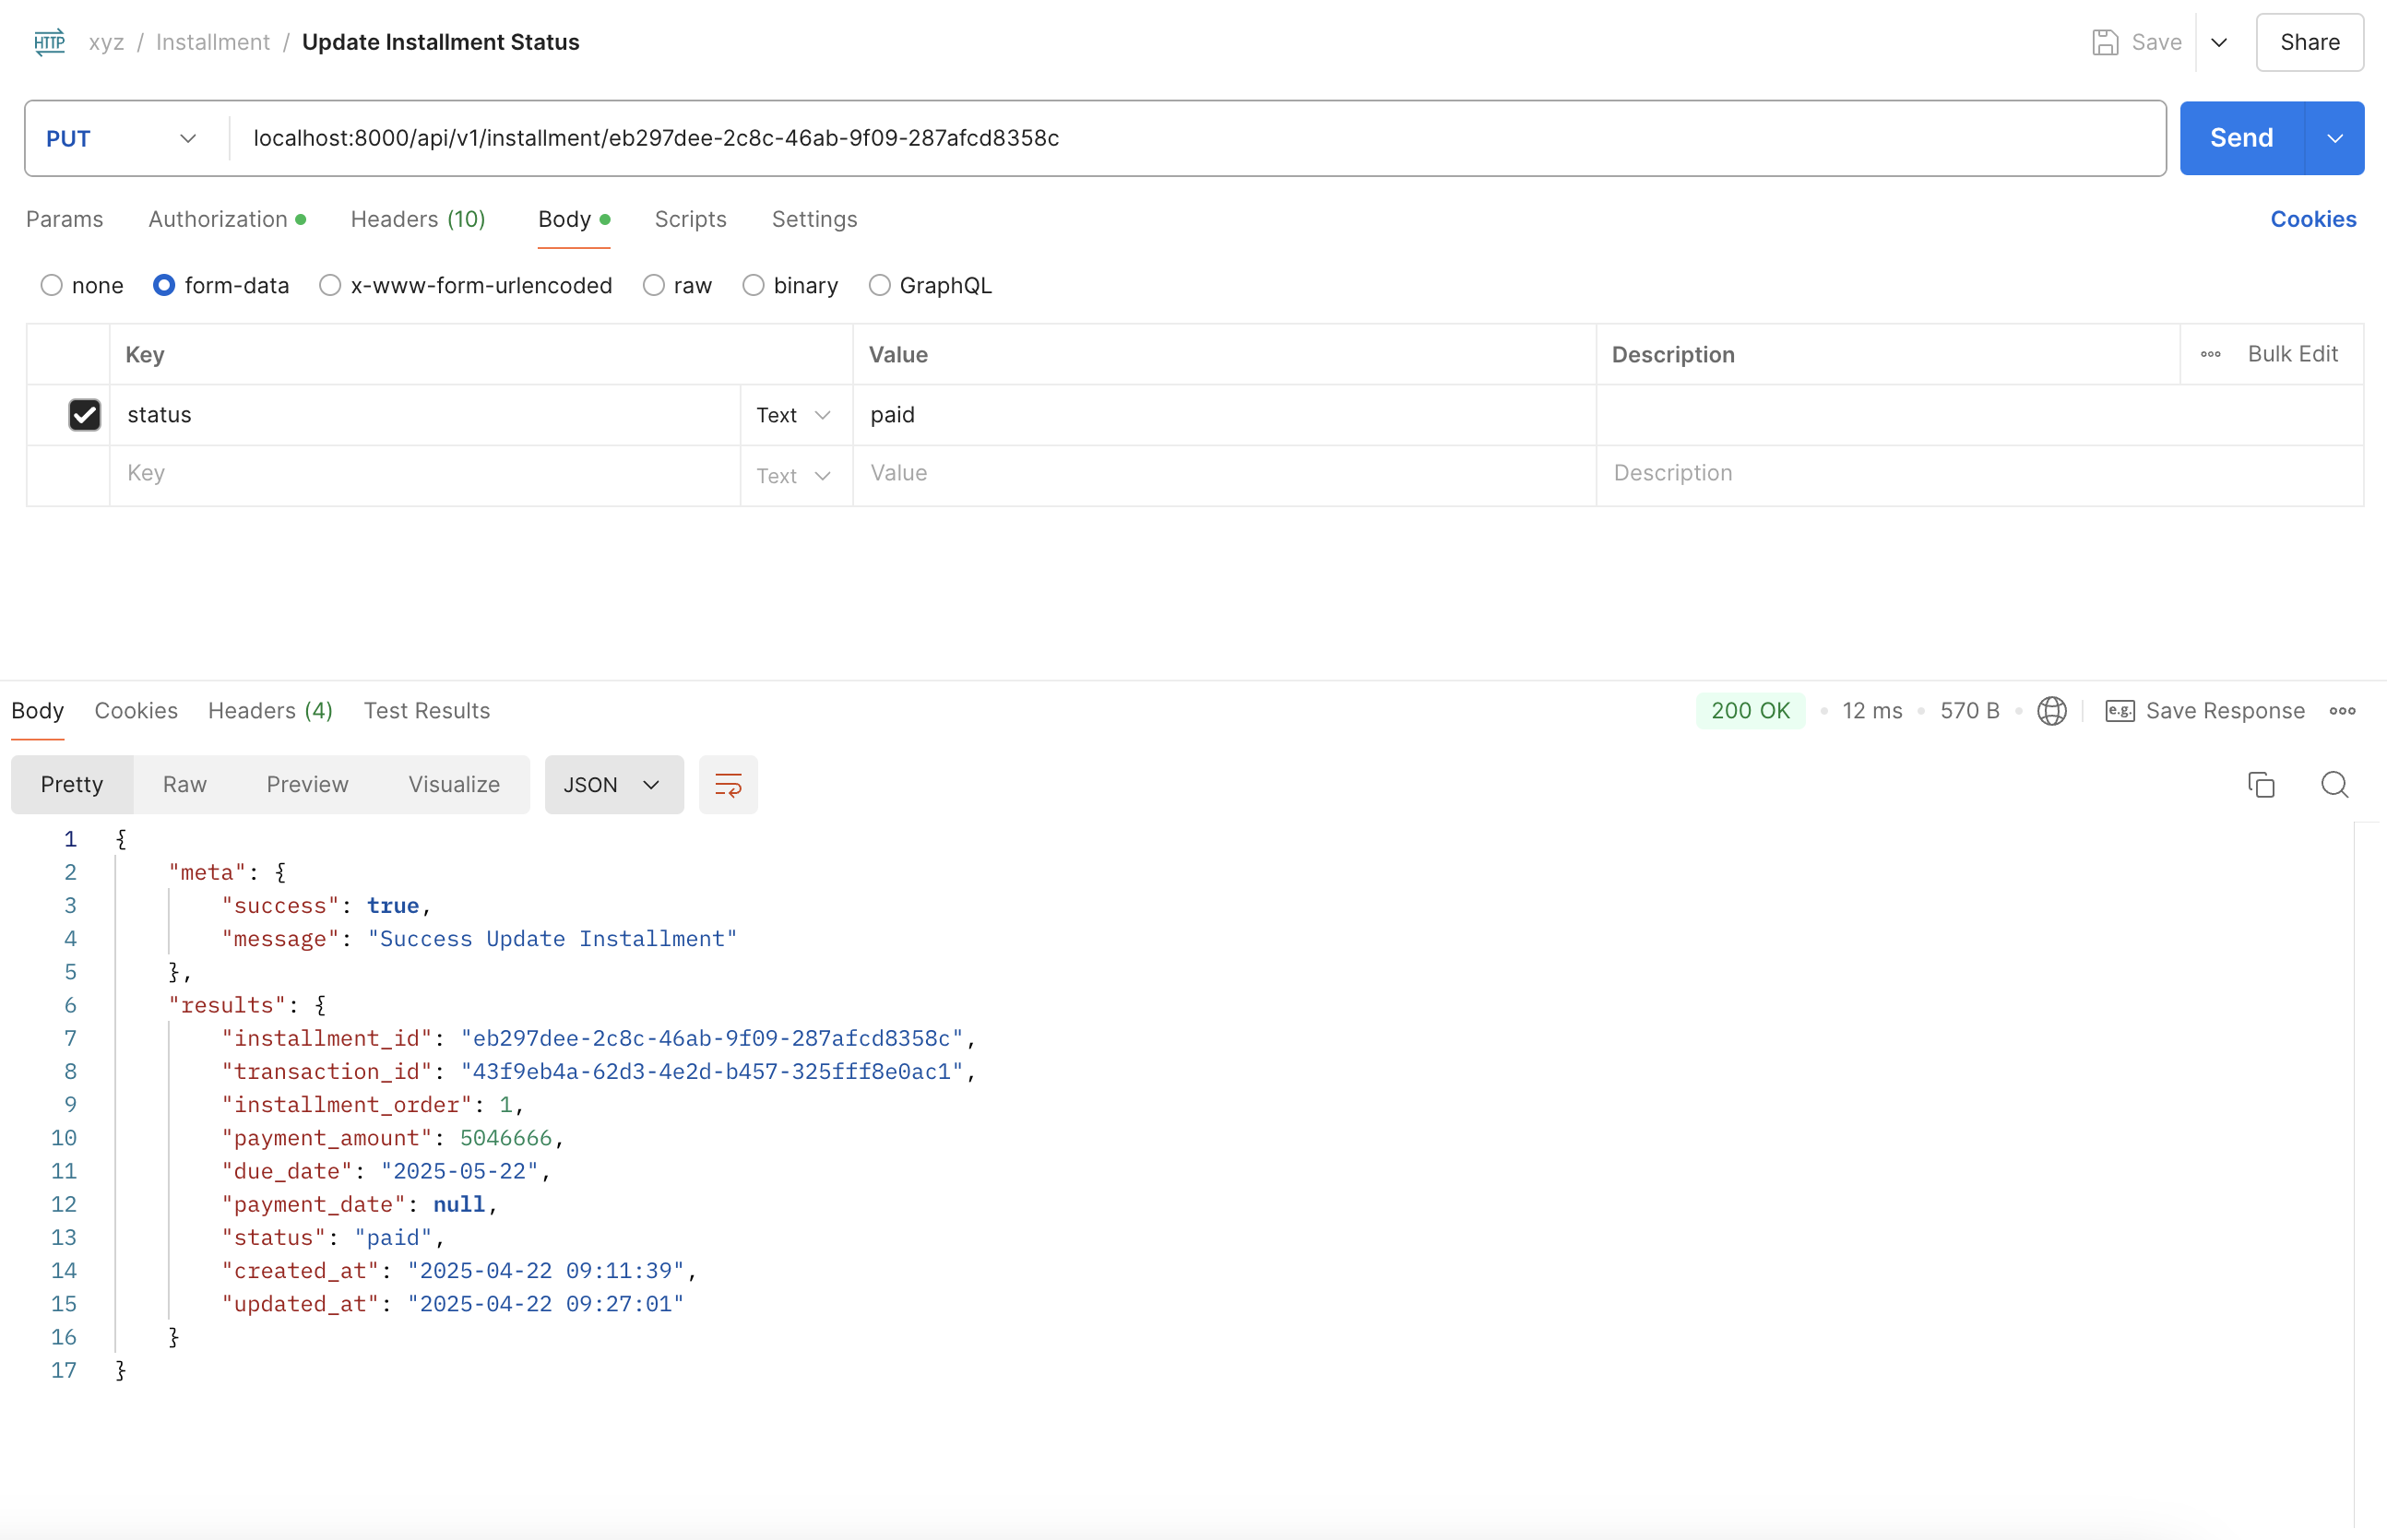 HTTP xyz / Installment / Update Installment Status Save Share
PUT localhost:8000/api/v1/installment/eb297dee-2c8c-46ab-9f09-287afcd8358c Send
Params Authorization Headers (10) Body Scripts Settings Cookies
none form-data x-www-form-urlencoded raw binary GraphQL
Key Value Description Bulk Edit
status Text paid
Key Text Value Description
Body Cookies Headers (4) Test Results 200 OK 12 ms 570 B e.g. Save Response
Pretty Raw Preview Visualize JSON
1 {
2 "meta": {
3 "success": true,
4 "message": "Success Update Installment"
5 },
6 "results": {
7 "installment_id": "eb297dee-2c8c-46ab-9f09-287afcd8358c",
8 "transaction_id": "43f9eb4a-62d3-4e2d-b457-325fff8e0ac1",
9 "installment_order": 1,
10 "payment_amount": 5046666,
11 "due_date": "2025-05-22",
12 "payment_date": null,
13 "status": "paid",
14 "created_at": "2025-04-22 09:11:39",
15 "updated_at": "2025-04-22 09:27:01"
16 }
17 }